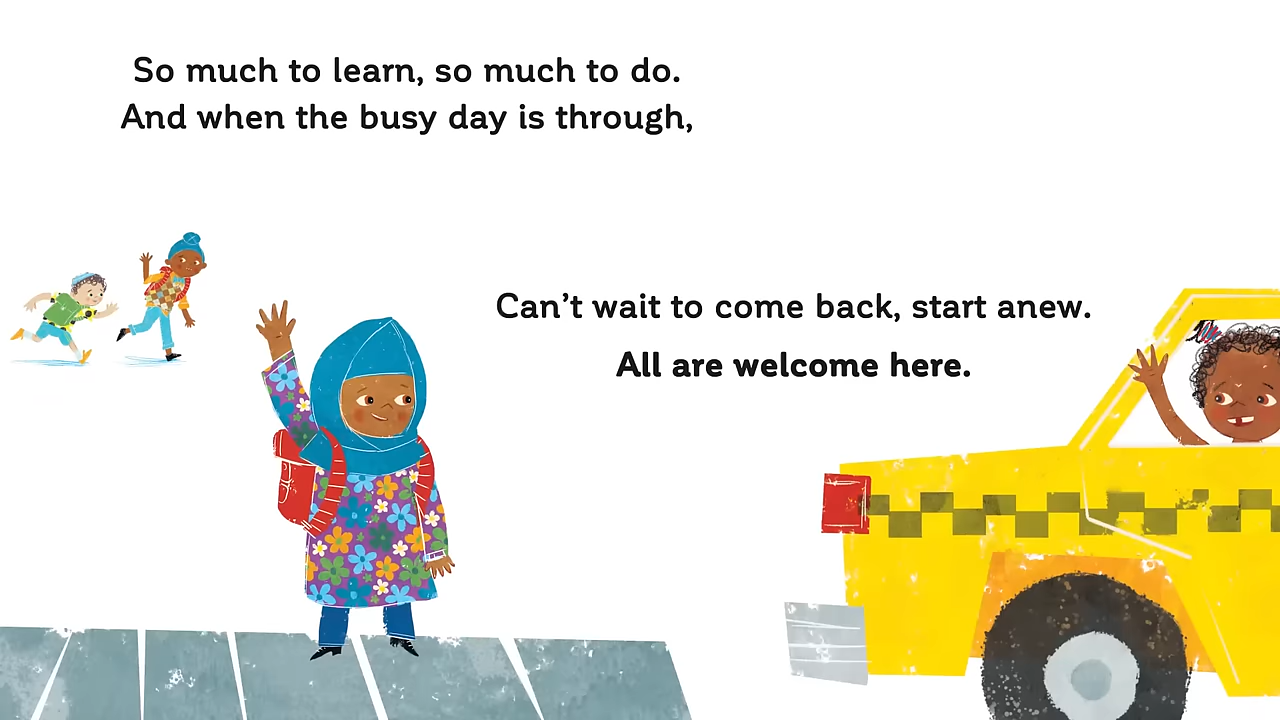 So much to learn, so much to do.
And when the busy day is through,
Can't wait to come back, start anew.
All are welcome here.